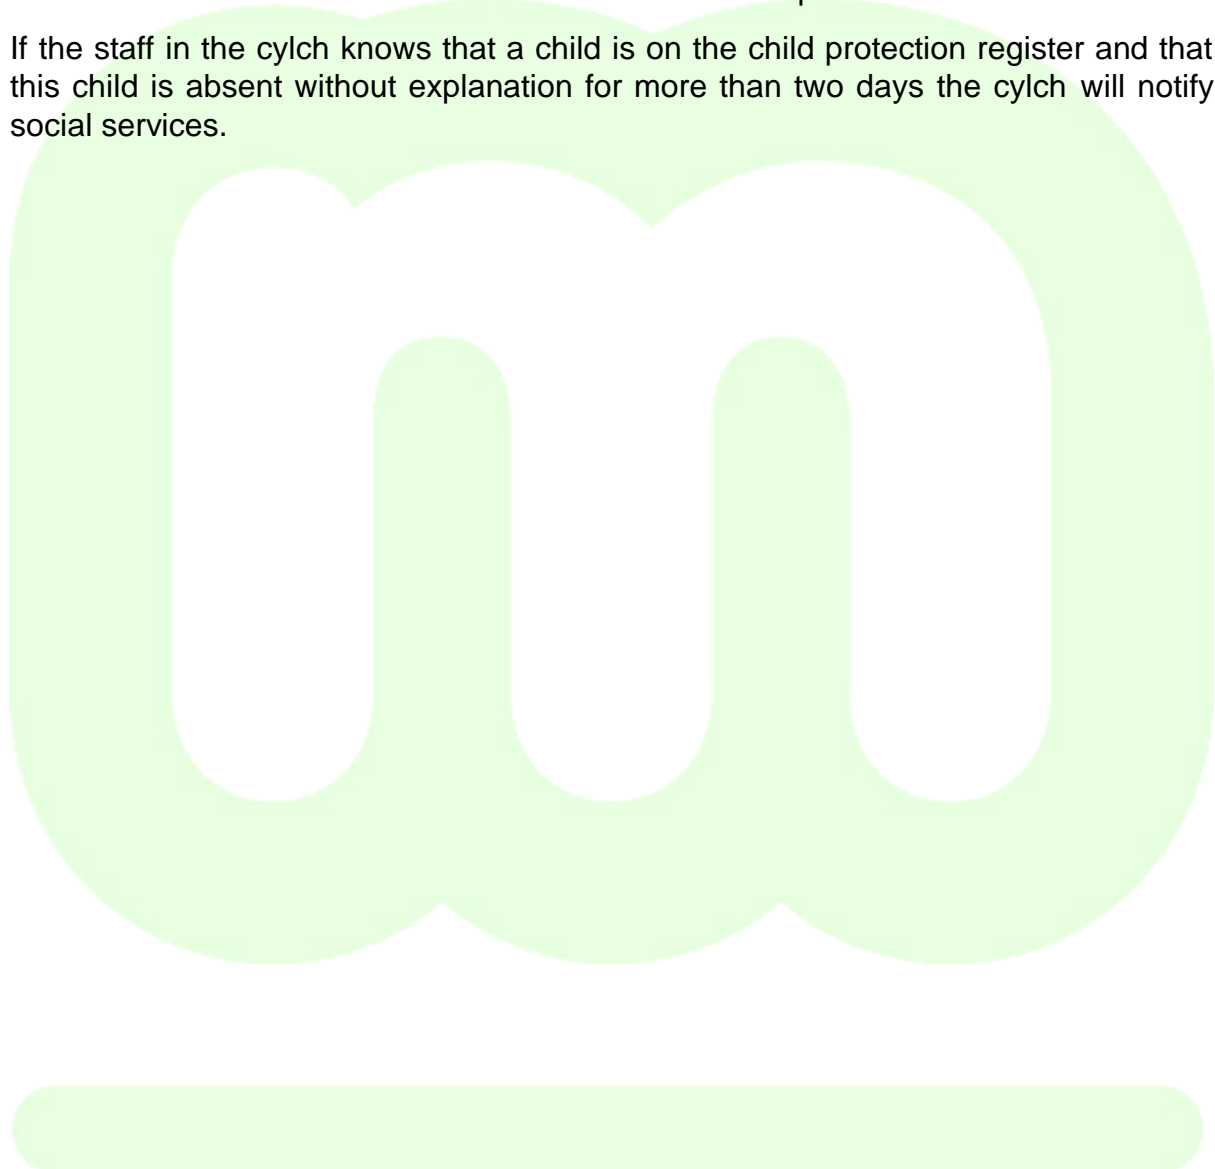 If the staff in the cylch knows that a child is on the child protection register and that
this child is absent without explanation for more than two days the cylch will notify
social services.